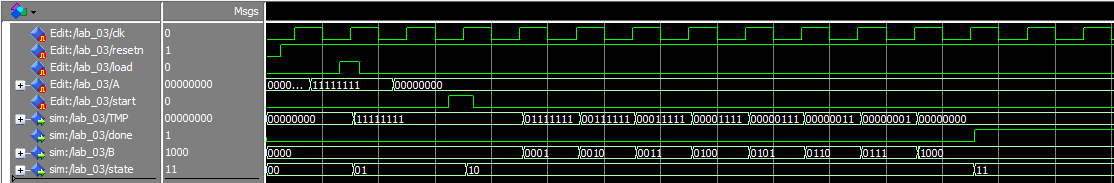 Msgs
Edit:/lab_03/clk 0
Edit:/lab_03/resetn 1
Edit:/lab_03/load 0
Edit:/lab_03/A 00000000 0000... 11111111 00000000
Edit:/lab_03/start 0
sim:/lab_03/TMP 00000000 00000000 11111111 01111111 00111111 00011111 00001111 00000111 00000011 00000001 00000000
sim:/lab_03/done 1
sim:/lab_03/B 1000 0000 0001 0010 0011 0100 0101 0110 0111 1000
sim:/lab_03/state 11 00 01 10 11